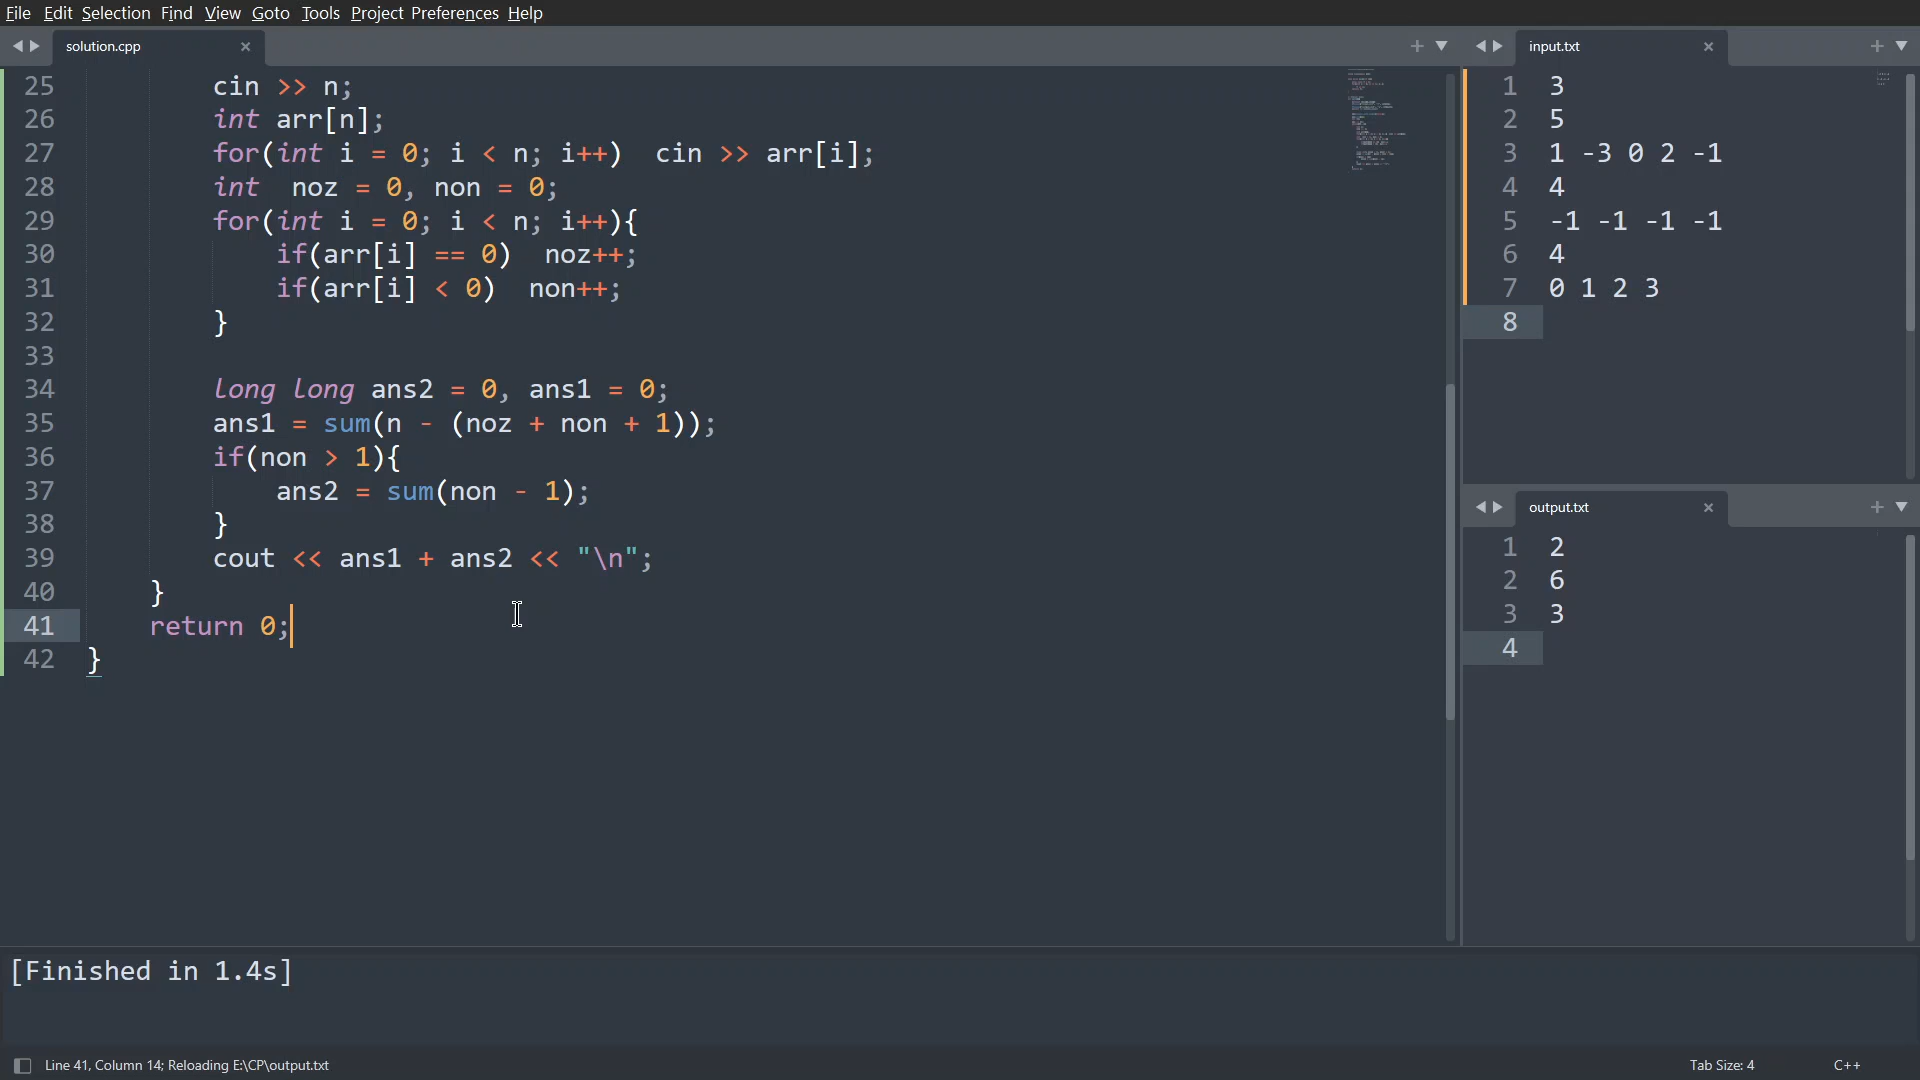 File Edit Selection Find View Goto Tools Project Preferences Help
solution.cpp
25 cin >> n;
26 int arr[n];
27 for(int i = 0; i < n; i++)  cin >> arr[i];
28 int  noz = 0, non = 0;
29 for(int i = 0; i < n; i++){
30 if(arr[i] == 0)  noz++;
31 if(arr[i] < 0)  non++;
32 }
33
34 long long ans2 = 0, ans1 = 0;
35 ans1 = sum(n - (noz + non + 1));
36 if(non > 1){
37 ans2 = sum(non - 1);
38 }
39 cout << ans1 + ans2 << "\n";
40 }
41 return 0;
42 }
input.txt
1 3
2 5
3 1 -3 0 2 -1
4 4
5 -1 -1 -1 -1
6 4
7 0 1 2 3
8
output.txt
1 2
2 6
3 3
4
[Finished in 1.4s]
Line 41, Column 14; Reloading E:\CP\output.txt
Tab Size: 4
C++